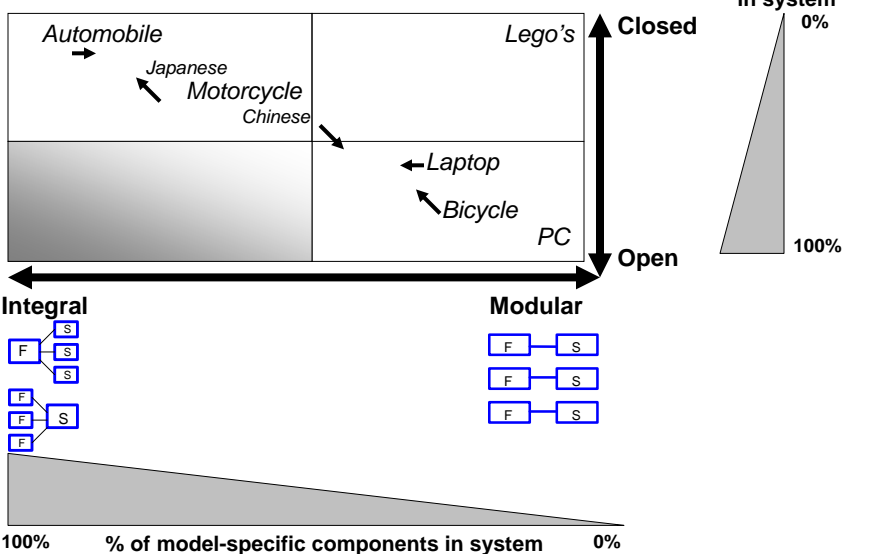 in system
0%
Automobile
Lego's
Closed
Japanese
Motorcycle
Chinese
Laptop
Bicycle
PC
100%
Open
Integral
Modular
F
S
S
S
F
S
F
S
F
S
F
F
F
S
F
S
100%
% of model-specific components in system
0%